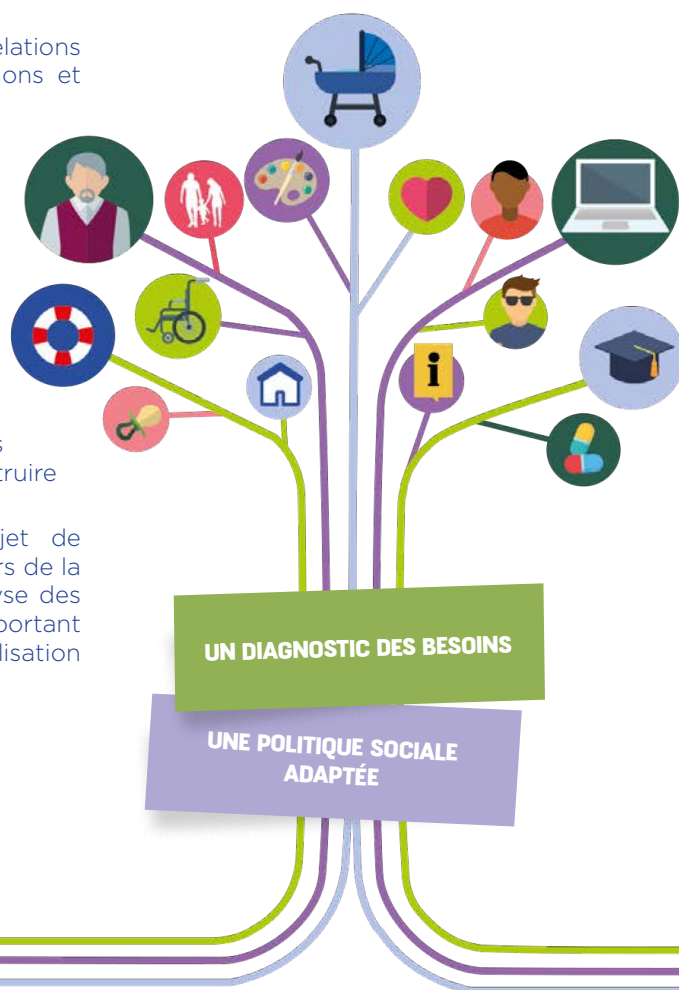 elations
ons et
s
truire
jet de
rs de la
yse des
portant
lisation
i
UN DIAGNOSTIC DES BESOINS
UNE POLITIQUE SOCIALE
ADAPTÉE